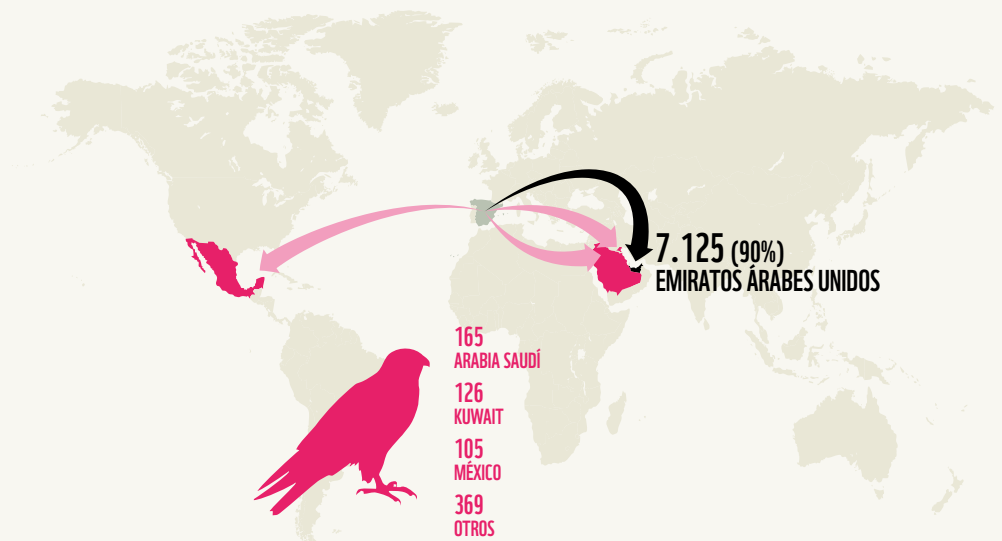 7.125 (90%)
EMIRATOS ÁRABES UNIDOS
165
ARABIA SAUDÍ
126
KUWAIT
105
MÉXICO
369
OTROS